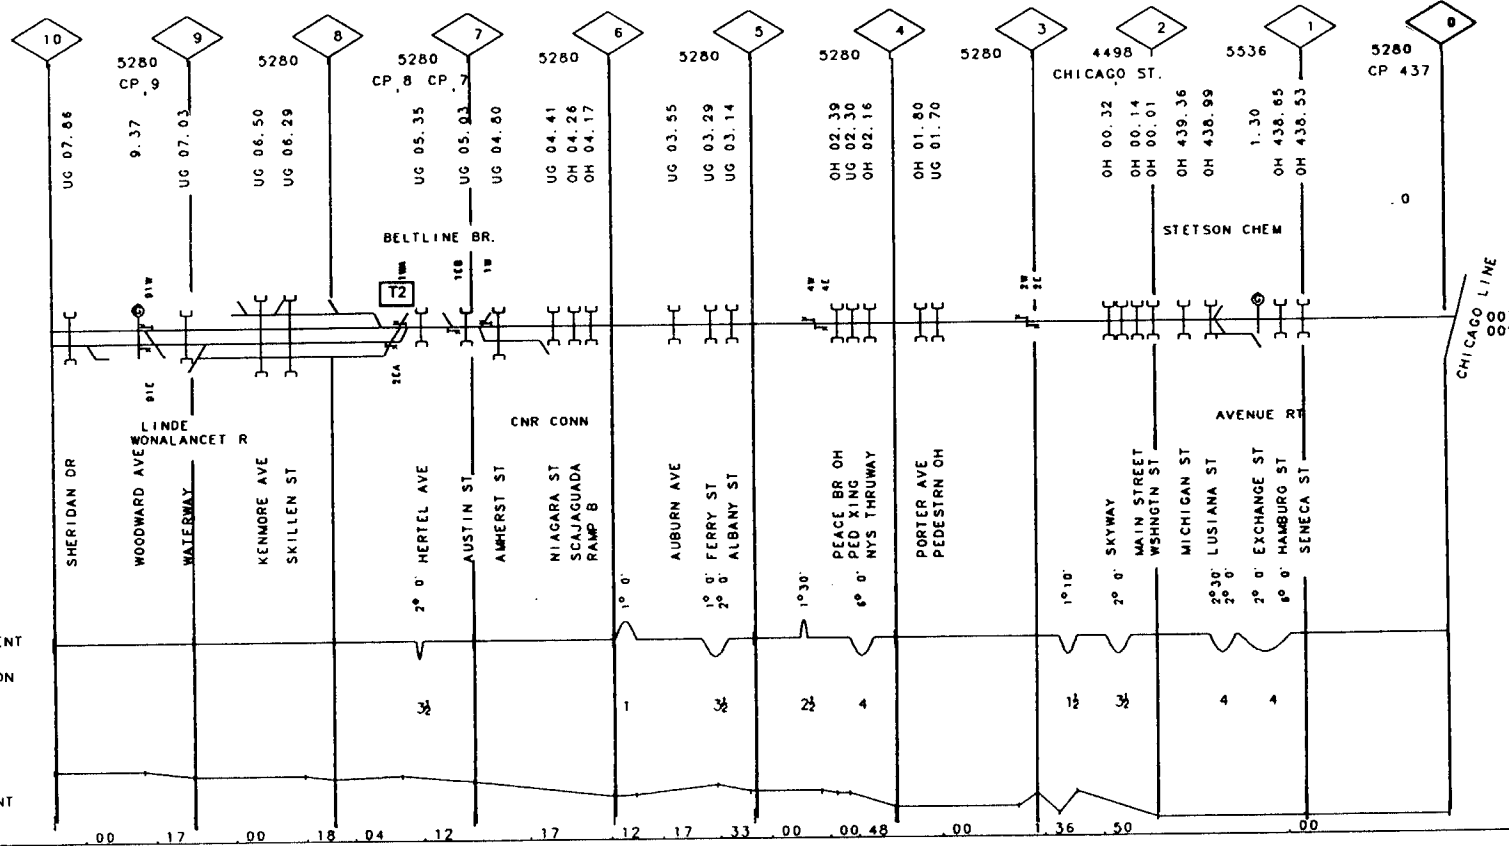 10 9 8 7 6 5 4 3 2 1 0
5280 5280 5280 5280 5280 5280 5280 4498 5536 5280
CP 9 CP 8 CP 7 CHICAGO ST. CP 437
UG 07.86
9.37
UG 07.03
UG 06.50
UG 06.29
UG 05.35
UG 05.03
UG 04.80
UG 04.41
OH 04.26
OH 04.17
UG 03.55
UG 03.29
UG 03.14
OH 02.39
UG 02.30
OH 02.16
OH 01.80
UG 01.70
OH 00.32
OH 00.14
OH 00.01
OH 439.36
OH 438.99
1.30
OH 438.65
OH 438.53
.0
BELTLINE BR.
STETSON CHEM
T2
91W
1WA
1EB
1W
4W
4E
2W
2E
91E
2EA
CHICAGO LINE
00
00
LINDE
WONALANCET R
CNR CONN
AVENUE RT
SHERIDAN DR
WOODWARD AVE
WATERWAY
KENMORE AVE
SKILLEN ST
HERTEL AVE
AUSTIN ST
AMHERST ST
NIAGARA ST
SCAJAGUADA
RAMP B
AUBURN AVE
FERRY ST
ALBANY ST
PEACE BR OH
PED XING
NYS THRUWAY
PORTER AVE
PEDESTRN OH
SKYWAY
MAIN STREET
WSHNGTN ST
MICHIGAN ST
LUSIANA ST
EXCHANGE ST
HAMBURG ST
SENECA ST
2° 0'
1° 0'
1° 0'
2° 0'
1°30'
6° 0'
1°10'
2° 0'
2°30'
2° 0'
2° 0'
6° 0'
ENT
ON
3½ 1 3½ 2½ 4 1½ 3½ 4 4
NT
.00 .17 .00 .18 .04 .12 .17 .12 .17 .33 .00 .00 .48 .00 .36 .50 .00